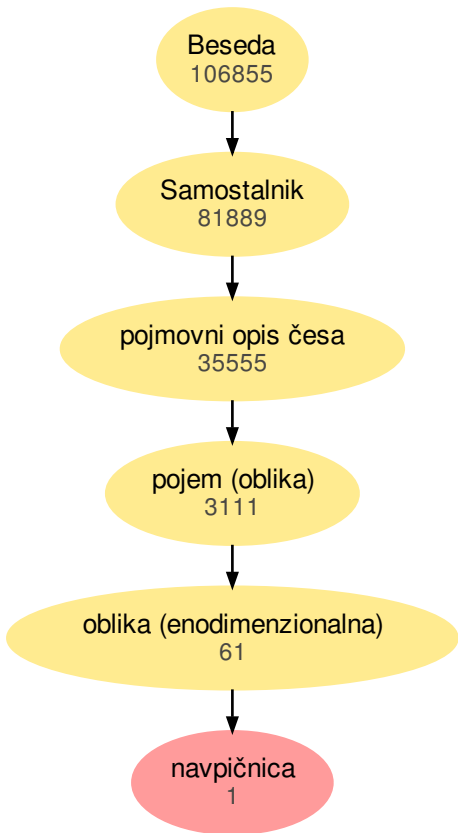 Beseda
106855
Samostalnik
81889
pojmovni opis česa
35555
pojem (oblika)
3111
oblika (enodimenzionalna)
61
navpičnica
1